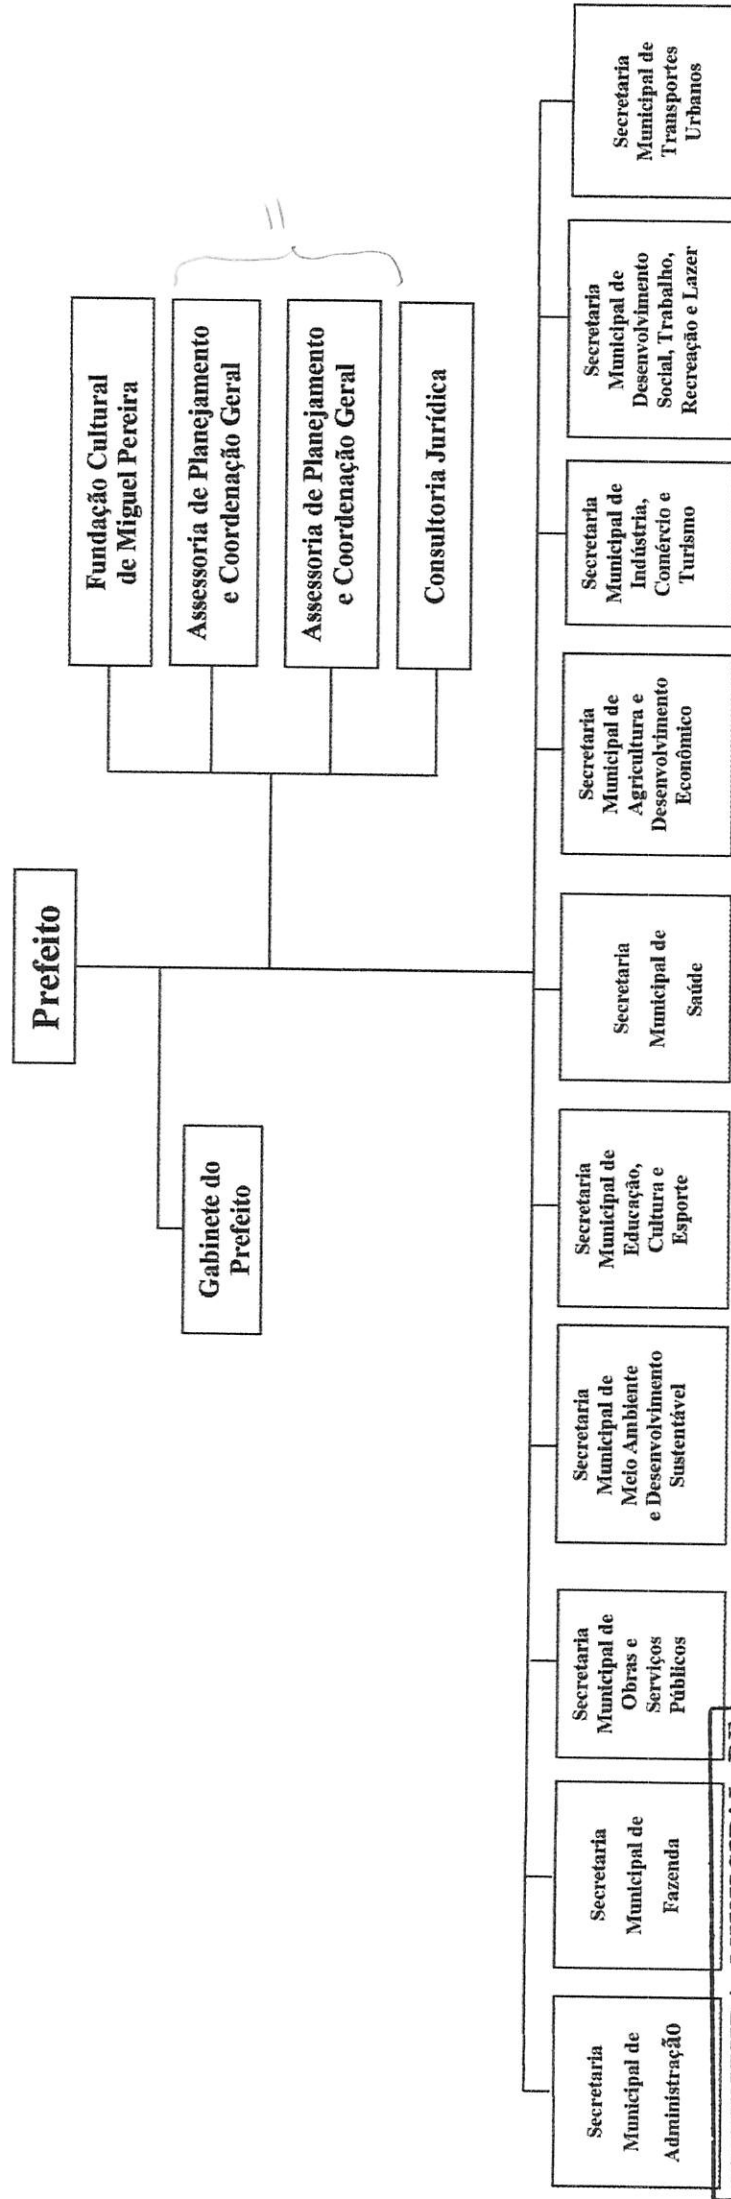 Prefeito
Gabinete do
Prefeito
Fundação Cultural
de Miguel Pereira
Assessoria de Planejamento
e Coordenação Geral
Assessoria de Planejamento
e Coordenação Geral
Consultoria Jurídica
Secretaria
Municipal de
Administração
Secretaria
Municipal de
Fazenda
Secretaria
Municipal de
Obras e
Serviços
Públicos
Secretaria
Municipal de
Meio Ambiente
e Desenvolvimento
Sustentável
Secretaria
Municipal de
Educação,
Cultura e
Esporte
Secretaria
Municipal de
Saúde
Secretaria
Municipal de
Agricultura e
Desenvolvimento
Econômico
Secretaria
Municipal de
Indústria,
Comércio e
Turismo
Secretaria
Municipal de
Desenvolvimento
Social, Trabalho,
Recreação e Lazer
Secretaria
Municipal de
Transportes
Urbanos